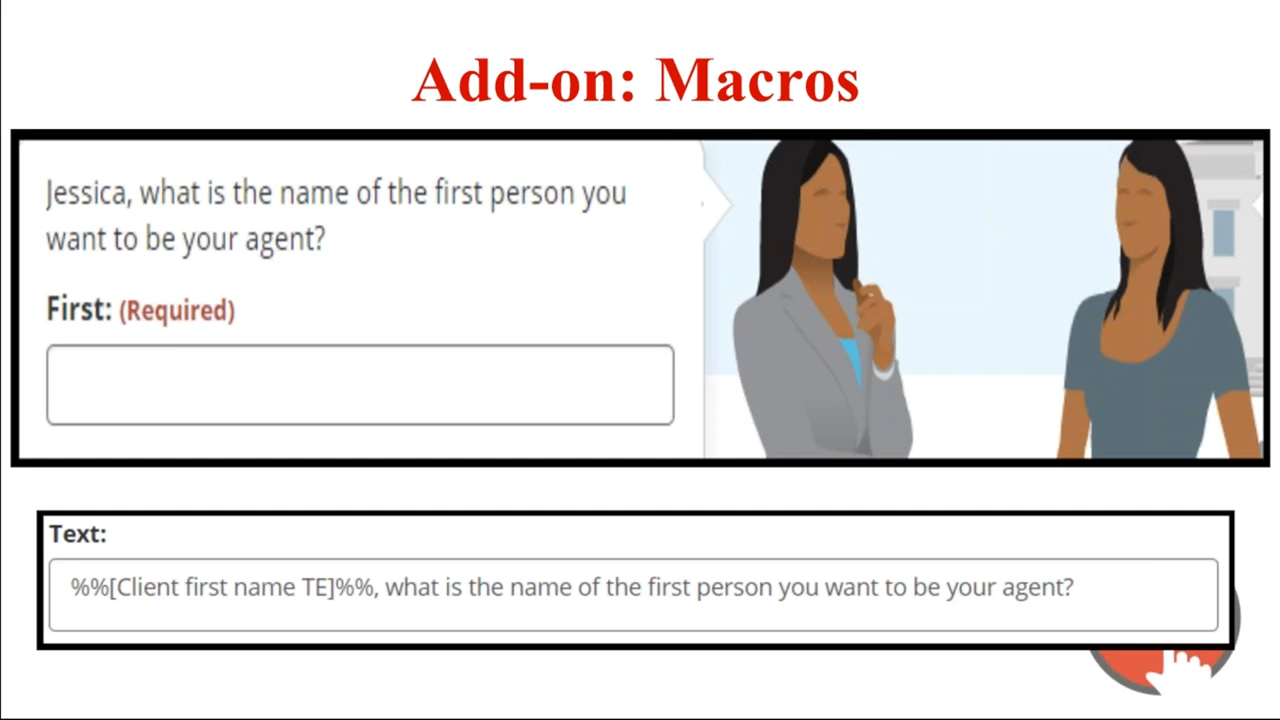 Add-on: Macros
Jessica, what is the name of the first person you
want to be your agent?
First: (Required)
Text:
%%[Client first name TE]%%, what is the name of the first person you want to be your agent?